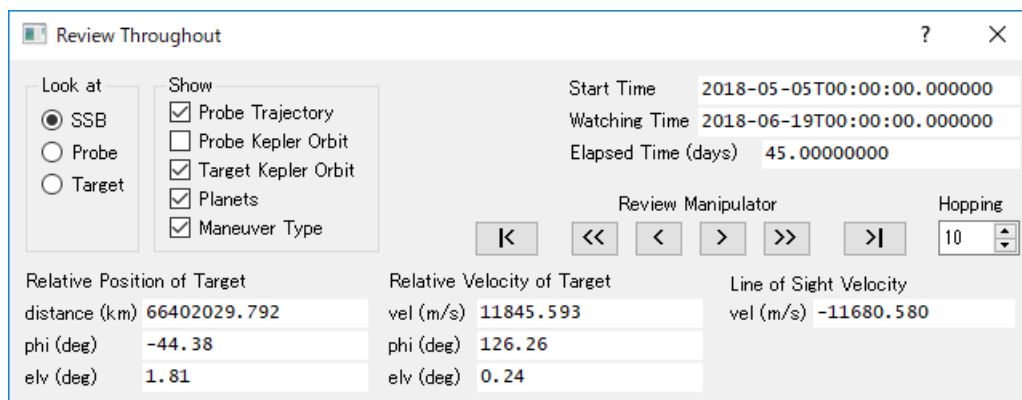 Review Throughout ? ×
Look at
SSB
Probe
Target
Show
Probe Trajectory
Probe Kepler Orbit
Target Kepler Orbit
Planets
Maneuver Type
Start Time 2018-05-05T00:00:00.000000
Watching Time 2018-06-19T00:00:00.000000
Elapsed Time (days) 45.00000000
Review Manipulator
|< << < > >> >|
Hopping
10
Relative Position of Target
distance (km) 66402029.792
phi (deg) -44.38
elv (deg) 1.81
Relative Velocity of Target
vel (m/s) 11845.593
phi (deg) 126.26
elv (deg) 0.24
Line of Sight Velocity
vel (m/s) -11680.580